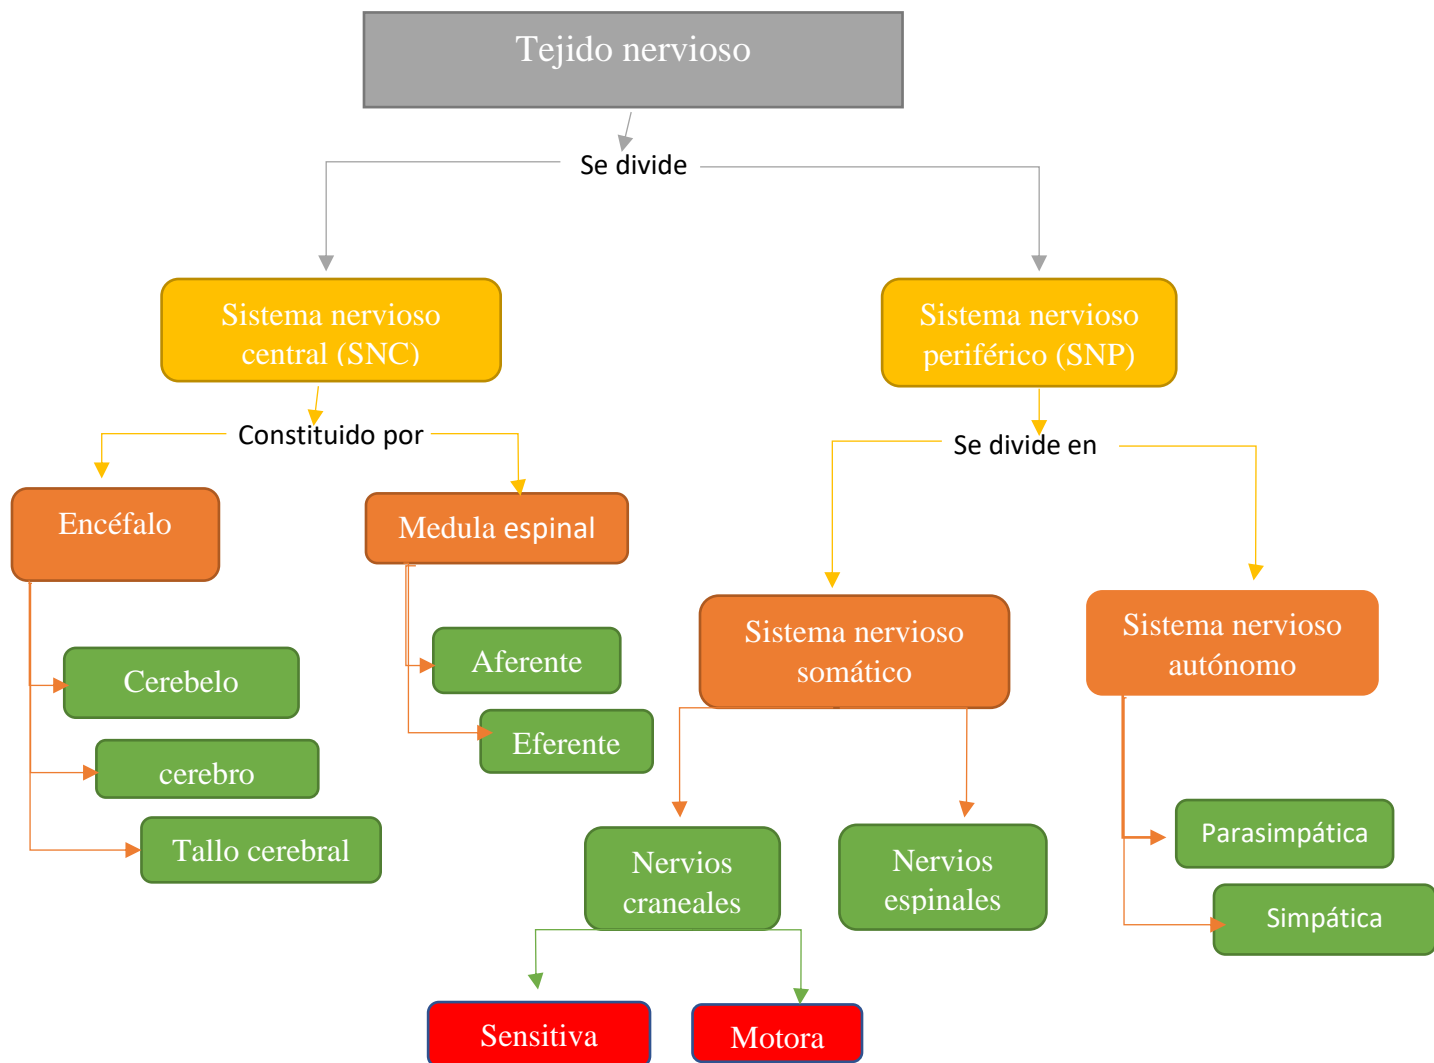 Tejido nervioso
Se divide
Sistema nervioso
central (SNC)
Sistema nervioso
periférico (SNP)
Constituido por
Se divide en
Encéfalo
Medula espinal
Cerebelo
cerebro
Tallo cerebral
Aferente
Eferente
Sistema nervioso
somático
Sistema nervioso
autónomo
Nervios
craneales
Nervios
espinales
Parasimpática
Simpática
Sensitiva
Motora